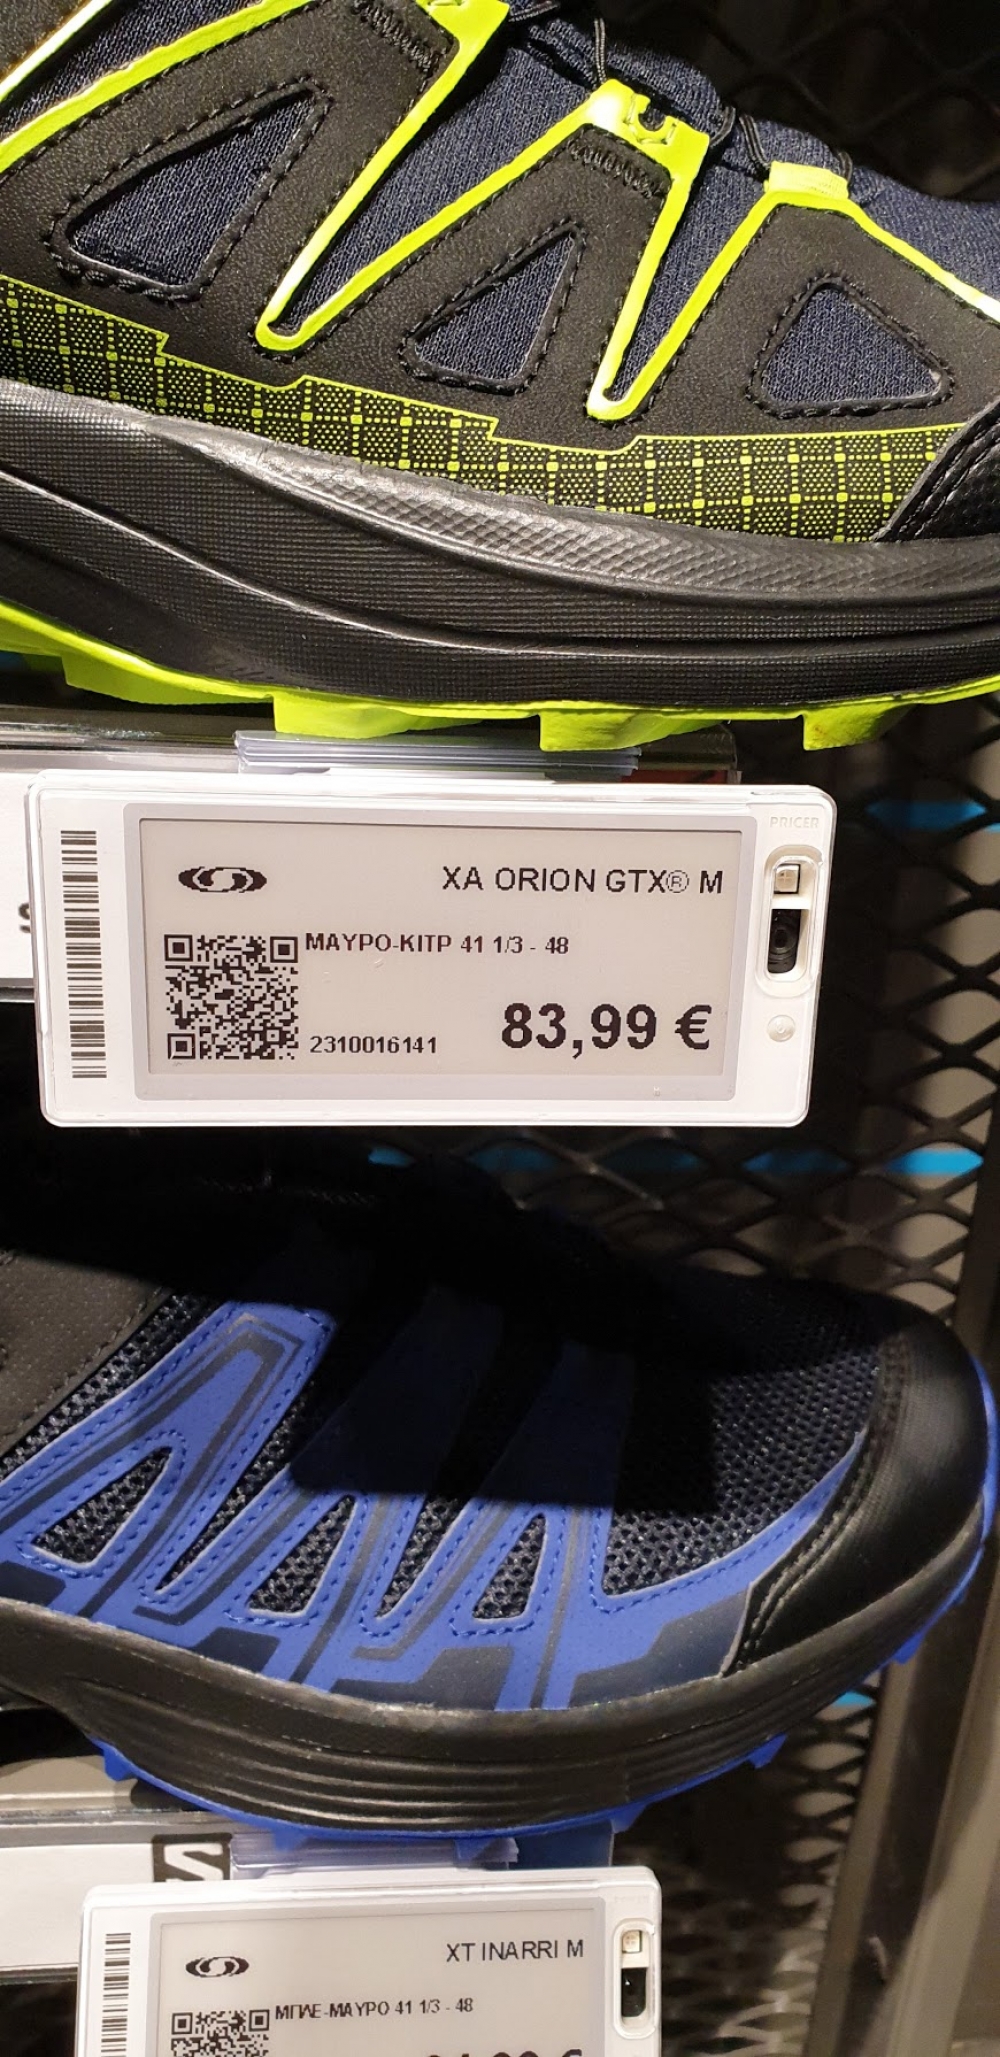 PRICER
XA ORION GTX® M
ΜΑΥΡΟ-ΚΙΤΡ 41 1/3 - 48
2310016141
83,99 €
S
XT INARRI M
ΜΠΛΕ-ΜΑΥΡΟ 41 1/3 - 48